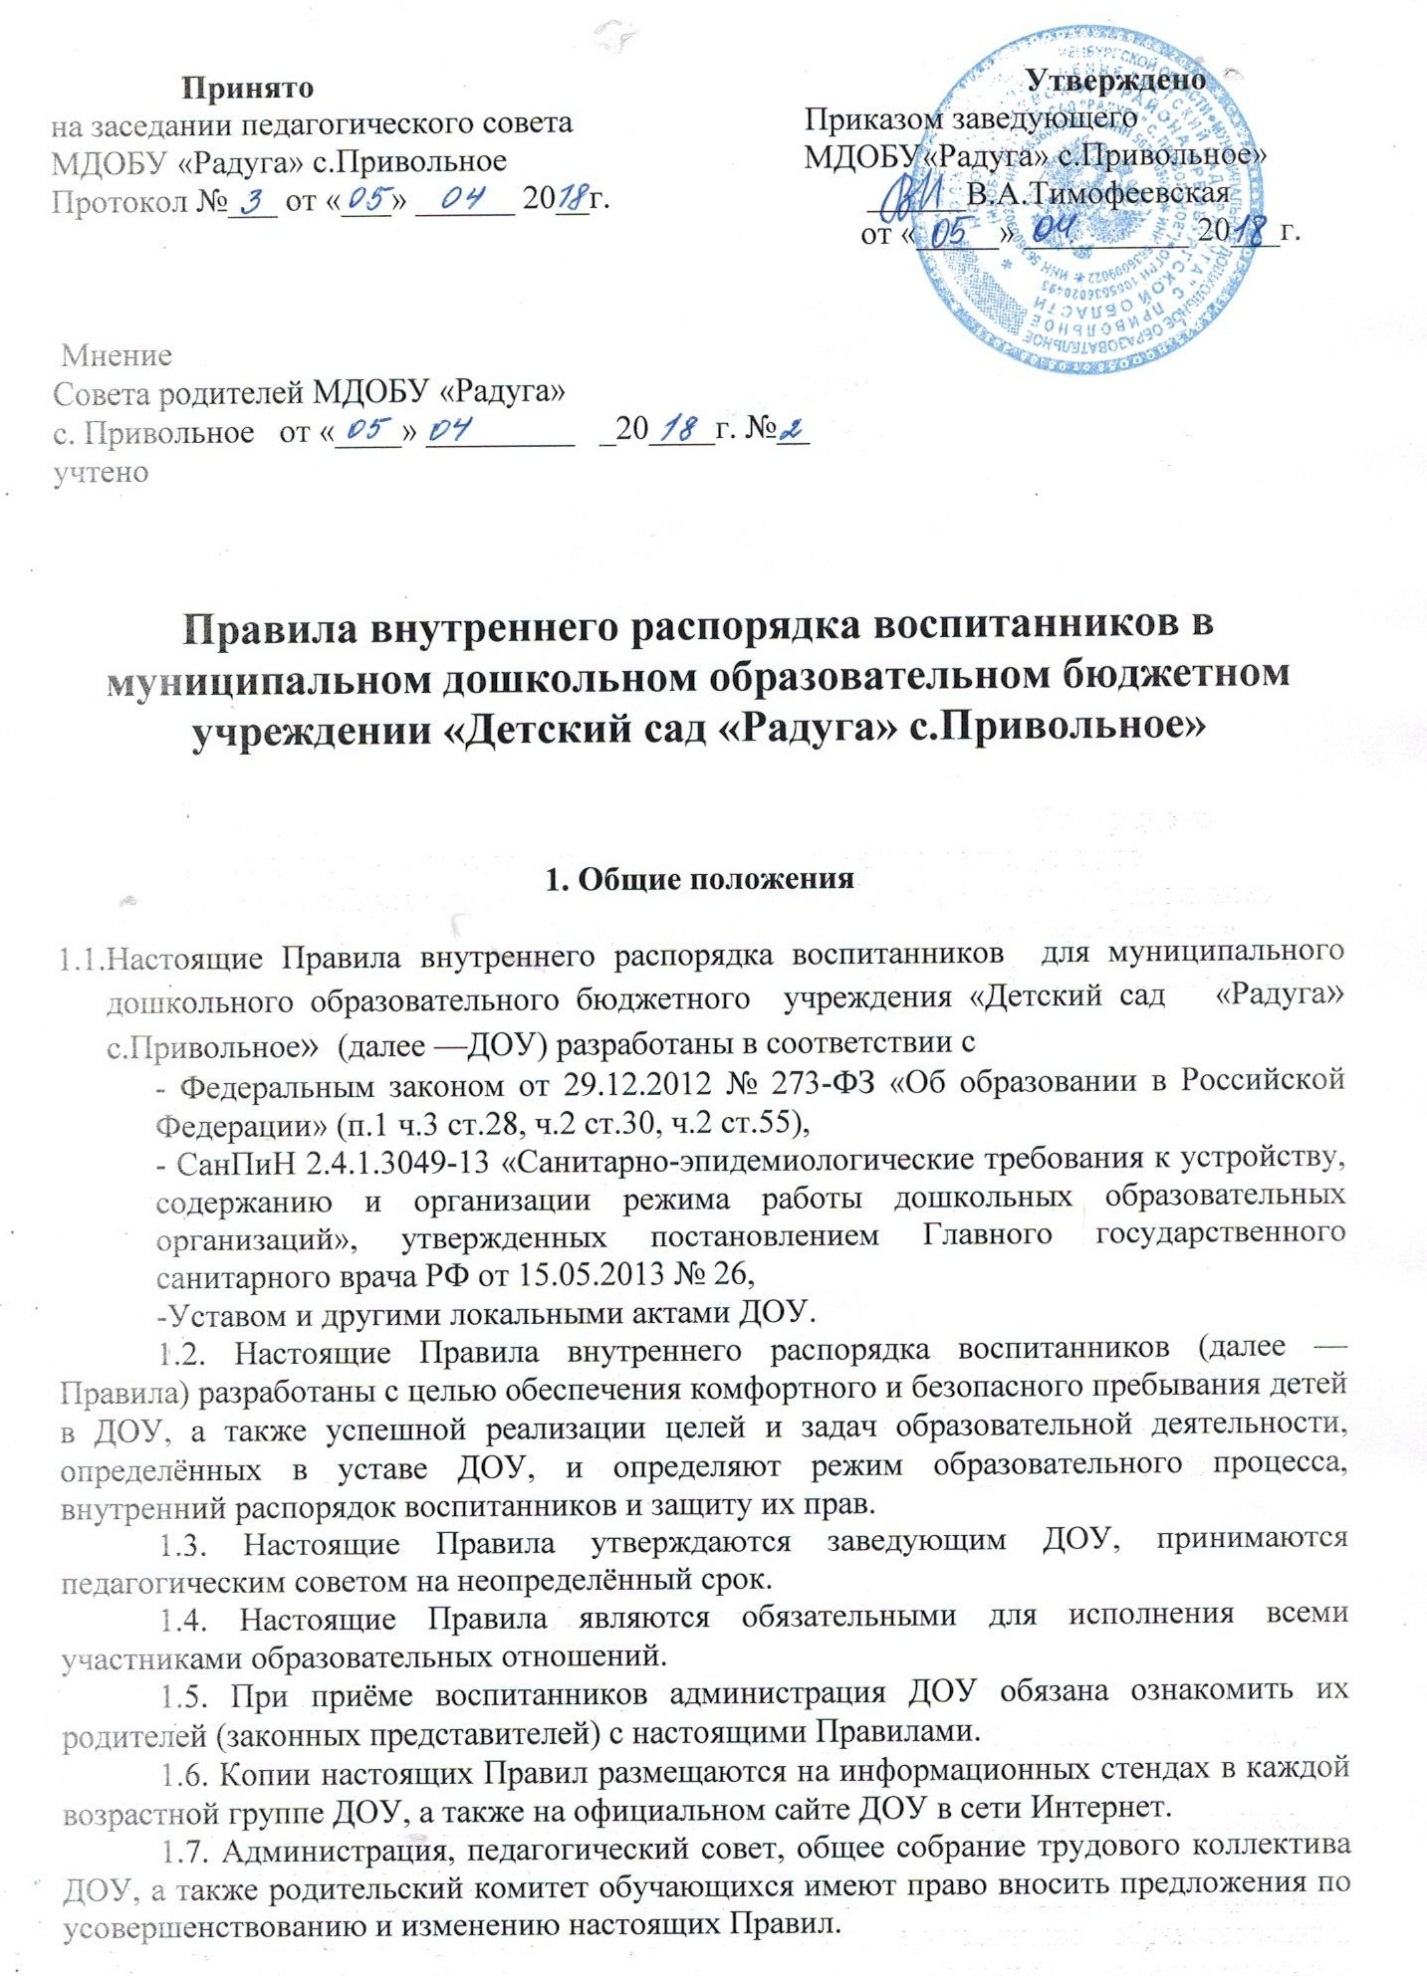 Принято
на заседании педагогического совета
МДОБУ «Радуга» с.Привольное
Протокол № 3 от «05» 04 2018г.
Утверждено
Приказом заведующего
МДОБУ«Радуга» с.Привольное»
В.А.Тимофеевская
от «05» 04 2018 г.
Мнение
Совета родителей МДОБУ «Радуга»
с. Привольное от «05» 04 _20 18 г. № 2
учтено
Правила внутреннего распорядка воспитанников в
муниципальном дошкольном образовательном бюджетном
учреждении «Детский сад «Радуга» с.Привольное»
1. Общие положения
1.1.Настоящие Правила внутреннего распорядка воспитанников для муниципального
дошкольного образовательного бюджетного учреждения «Детский сад «Радуга»
с.Привольное» (далее —ДОУ) разработаны в соответствии с
- Федеральным законом от 29.12.2012 № 273-ФЗ «Об образовании в Российской
Федерации» (п.1 ч.3 ст.28, ч.2 ст.30, ч.2 ст.55),
- СанПиН 2.4.1.3049-13 «Санитарно-эпидемиологические требования к устройству,
содержанию и организации режима работы дошкольных образовательных
организаций», утвержденных постановлением Главного государственного
санитарного врача РФ от 15.05.2013 № 26,
-Уставом и другими локальными актами ДОУ.
1.2. Настоящие Правила внутреннего распорядка воспитанников (далее —
Правила) разработаны с целью обеспечения комфортного и безопасного пребывания детей
в ДОУ, а также успешной реализации целей и задач образовательной деятельности,
определённых в уставе ДОУ, и определяют режим образовательного процесса,
внутренний распорядок воспитанников и защиту их прав.
1.3. Настоящие Правила утверждаются заведующим ДОУ, принимаются
педагогическим советом на неопределённый срок.
1.4. Настоящие Правила являются обязательными для исполнения всеми
участниками образовательных отношений.
1.5. При приёме воспитанников администрация ДОУ обязана ознакомить их
родителей (законных представителей) с настоящими Правилами.
1.6. Копии настоящих Правил размещаются на информационных стендах в каждой
возрастной группе ДОУ, а также на официальном сайте ДОУ в сети Интернет.
1.7. Администрация, педагогический совет, общее собрание трудового коллектива
ДОУ, а также родительский комитет обучающихся имеют право вносить предложения по
усовершенствованию и изменению настоящих Правил.